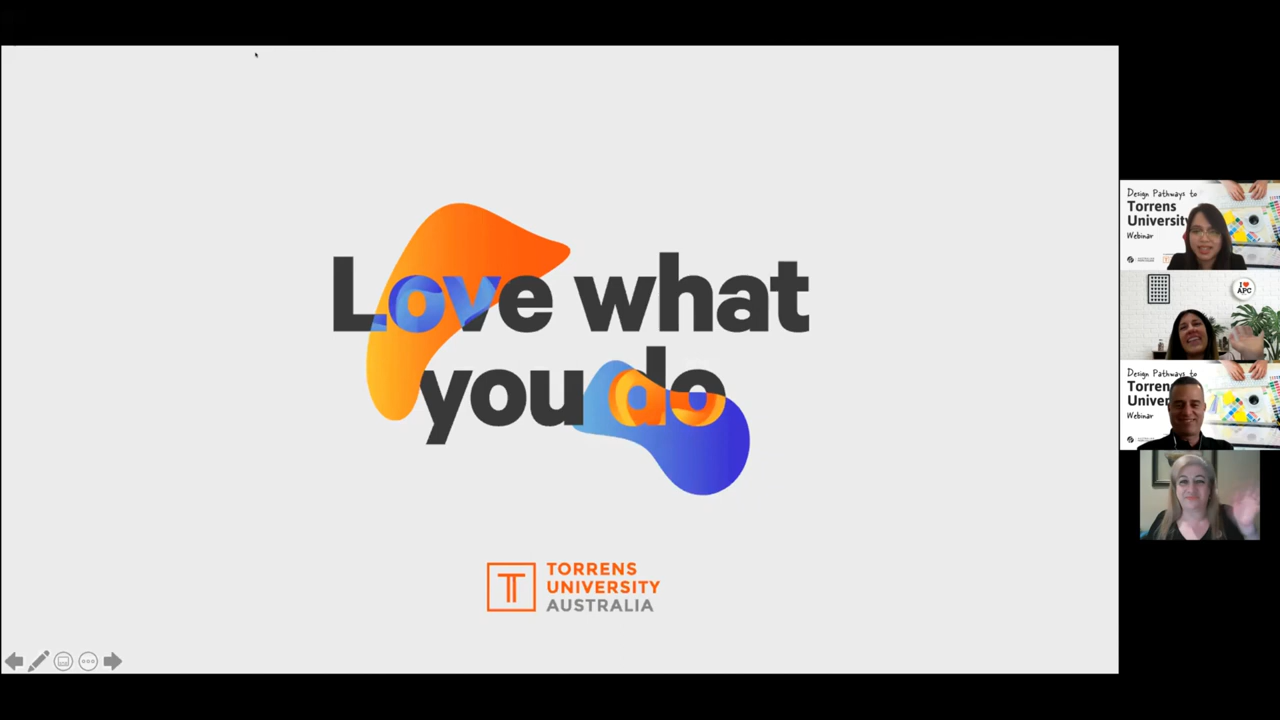 Love what
you do
TORRENS
UNIVERSITY
AUSTRALIA
Design Pathways to
Torrens
University
Webinar
I ❤
APC
Design Pathways to
Torrens
Univer
Webinar